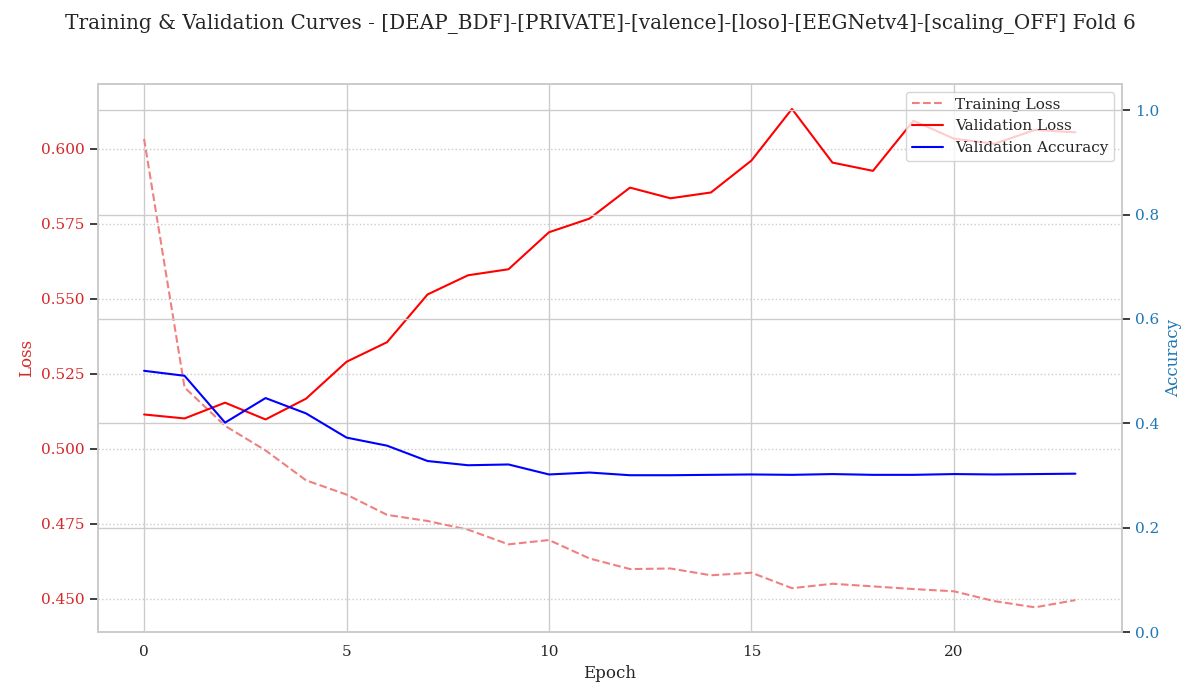 Training & Validation Curves - [DEAP_BDF]-[PRIVATE]-[valence]-[loso]-[EEGNetv4]-[scaling_OFF] Fold 6
Training Loss
Validation Loss
Validation Accuracy
0.600
0.575
0.550
0.525
0.500
0.475
0.450
Loss
1.0
0.8
0.6
0.4
0.2
0.0
Accuracy
0 5 10 15 20
Epoch